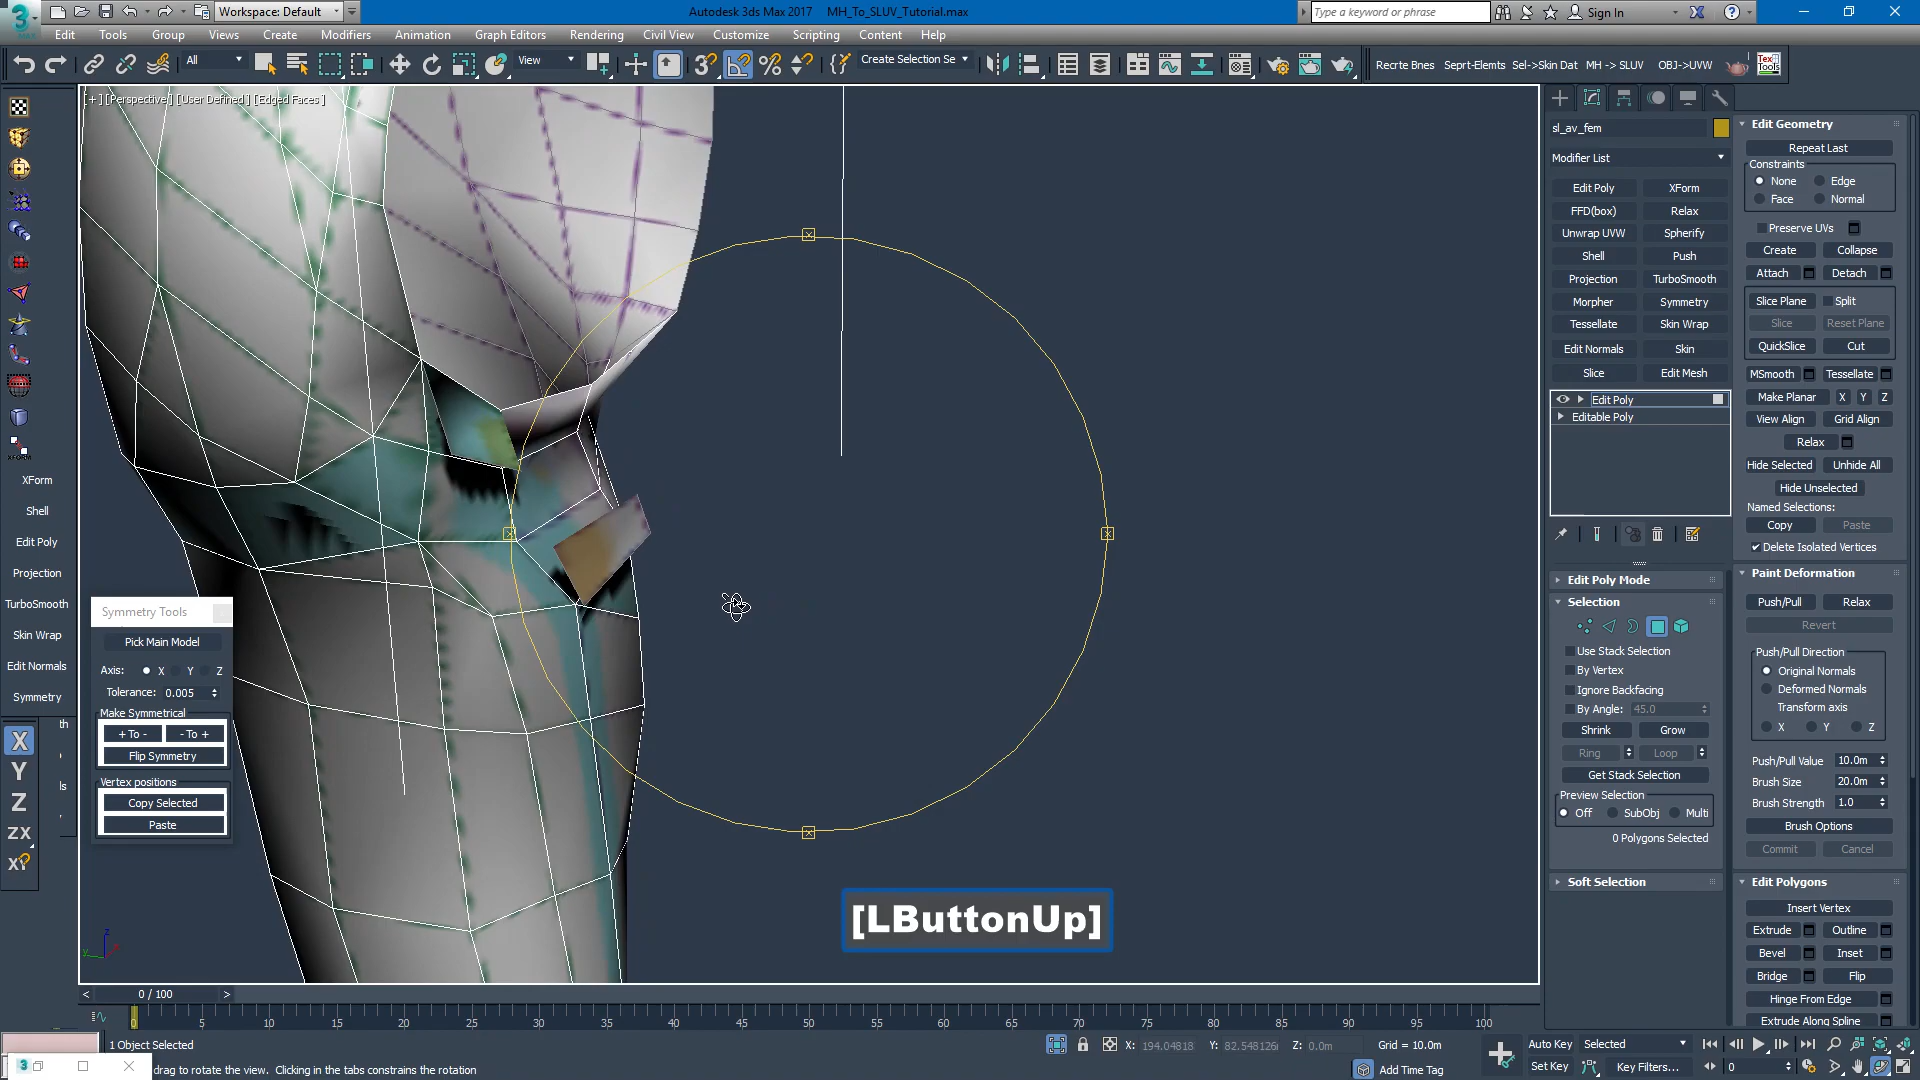 Workspace: Default
Autodesk 3ds Max 2017
MH_To_SLUV_Tutorial.max
Type a keyword or phrase
Sign In
MAX
Edit
Tools
Group
Views
Create
Modifiers
Animation
Graph Editors
Rendering
Civil View
Customize
Scripting
Content
Help
All
View
Create Selection Se
Recrte Bnes
Seprt-Elemts
Sel->Skin Dat
MH -> SLUV
OBJ->UVW
[+] [Perspective] [User Defined] [Edged Faces]
XForm
Shell
Edit Poly
Projection
TurboSmooth
Skin Wrap
Edit Normals
Symmetry
X
Y
Z
ZX
XY
Symmetry Tools
Pick Main Model
Axis: X Y Z
Tolerance: 0.005
Make Symmetrical
+ To -
- To +
Flip Symmetry
Vertex positions
Copy Selected
Paste
[LButtonUp]
sl_av_fem
Modifier List
Edit Poly
XForm
FFD(box)
Relax
Unwrap UVW
Spherify
Shell
Push
Projection
TurboSmooth
Morpher
Symmetry
Tessellate
Skin Wrap
Edit Normals
Skin
Slice
Edit Mesh
Edit Poly
Editable Poly
Edit Poly Mode
Selection
Use Stack Selection
By Vertex
Ignore Backfacing
By Angle: 45.0
Shrink
Grow
Ring
Loop
Get Stack Selection
Preview Selection
Off
SubObj
Multi
0 Polygons Selected
Soft Selection
Edit Geometry
Repeat Last
Constraints
None
Edge
Face
Normal
Preserve UVs
Create
Collapse
Attach
Detach
Slice Plane
Split
Slice
Reset Plane
QuickSlice
Cut
MSmooth
Tessellate
Make Planar
X
Y
Z
View Align
Grid Align
Relax
Hide Selected
Unhide All
Hide Unselected
Named Selections:
Copy
Paste
Delete Isolated Vertices
Paint Deformation
Push/Pull
Relax
Revert
Push/Pull Direction
Original Normals
Deformed Normals
Transform axis
X
Y
Z
Push/Pull Value 10.0m
Brush Size 20.0m
Brush Strength 1.0
Brush Options
Commit
Cancel
Edit Polygons
Insert Vertex
Extrude
Outline
Bevel
Inset
Bridge
Flip
Hinge From Edge
Extrude Along Spline
0 / 100
0 5 10 15 20 25 30 35 40 45 50 55 60 65 70 75 80 85 90 95 100
1 Object Selected
X: 194.04818
Y: 82.548126
Z: 0.0m
Grid = 10.0m
Auto Key
Selected
drag to rotate the view. Clicking in the tabs constrains the rotation
Add Time Tag
Set Key
Key Filters...
0